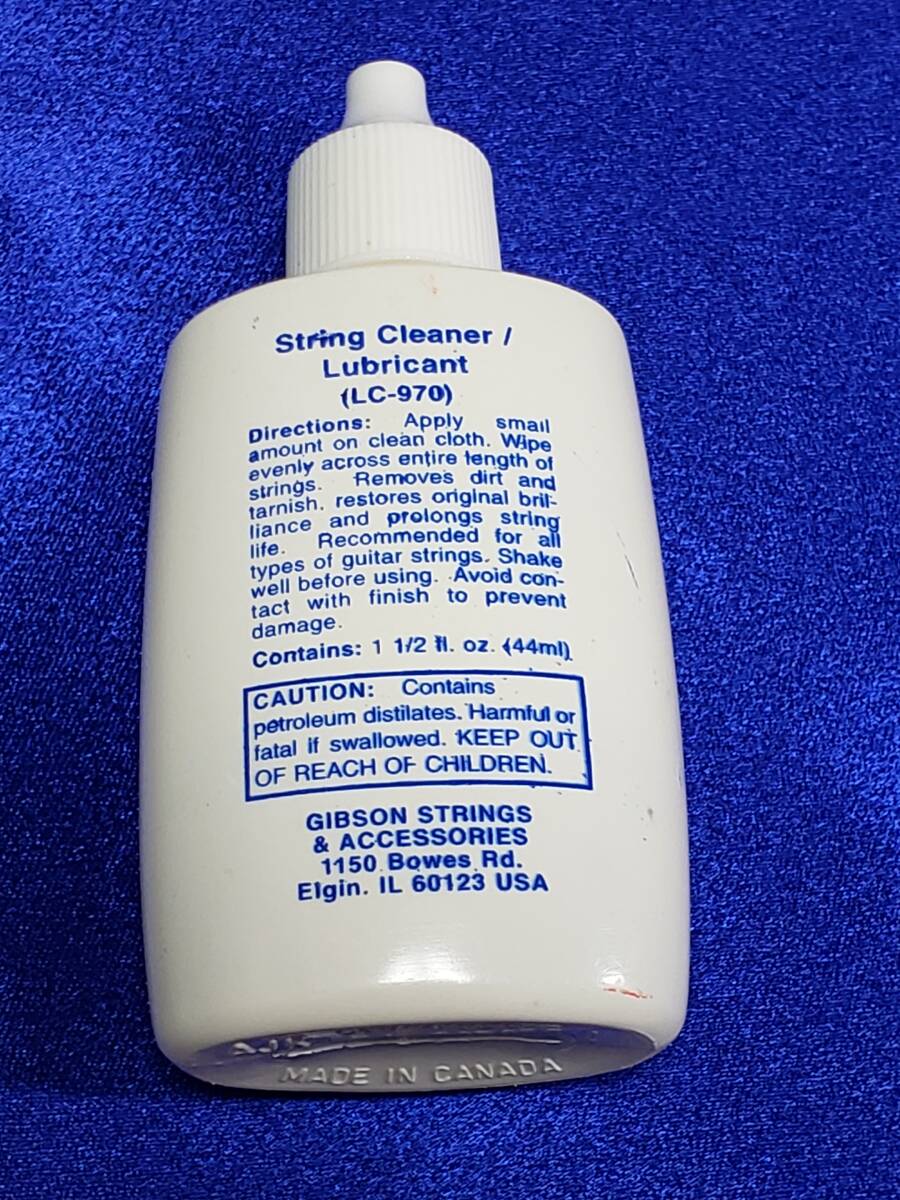 String Cleaner /
Lubricant
(LC-970)
Directions: Apply small
amount on clean cloth. Wipe
evenly across entire length of
strings. Removes dirt and
tarnish, restores original bril-
liance and prolongs string
life. Recommended for all
types of guitar strings. Shake
well before using. Avoid con-
tact with finish to prevent
damage.
Contains: 1 1/2 fl. oz. (44ml)
CAUTION: Contains
petroleum distilates. Harmful or
fatal if swallowed. KEEP OUT
OF REACH OF CHILDREN.
GIBSON STRINGS
& ACCESSORIES
1150 Bowes Rd.
Elgin. IL 60123 USA
MADE IN CANADA